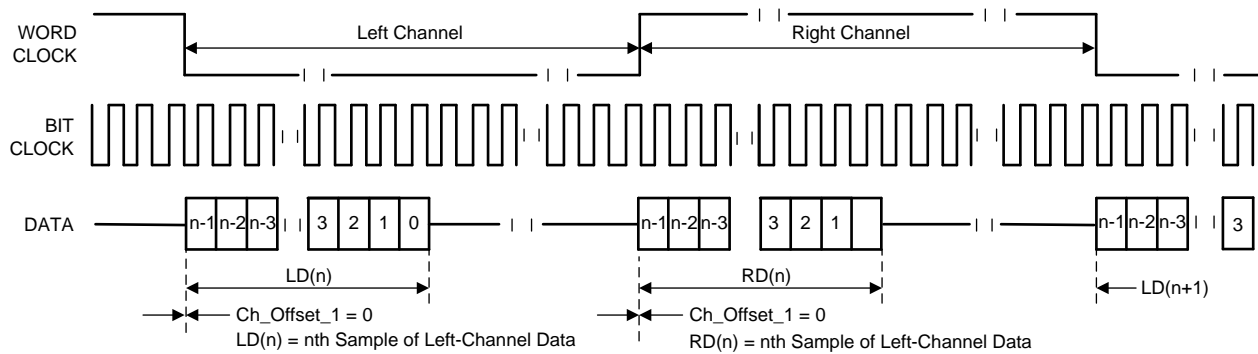 WORD
CLOCK
Left Channel
Right Channel
BIT
CLOCK
DATA
n-1 n-2 n-3 3 2 1 0
n-1 n-2 n-3 3 2 1
n-1 n-2 n-3 3
LD(n)
RD(n)
LD(n+1)
Ch_Offset_1 = 0
LD(n) = nth Sample of Left-Channel Data
Ch_Offset_1 = 0
RD(n) = nth Sample of Left-Channel Data